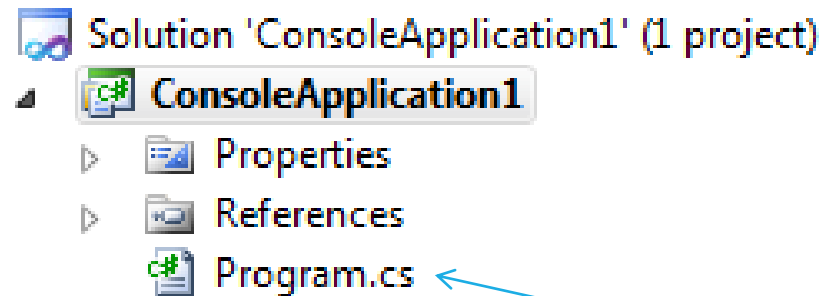 Solution 'ConsoleApplication1' (1 project)
C# ConsoleApplication1
Properties
References
C# Program.cs